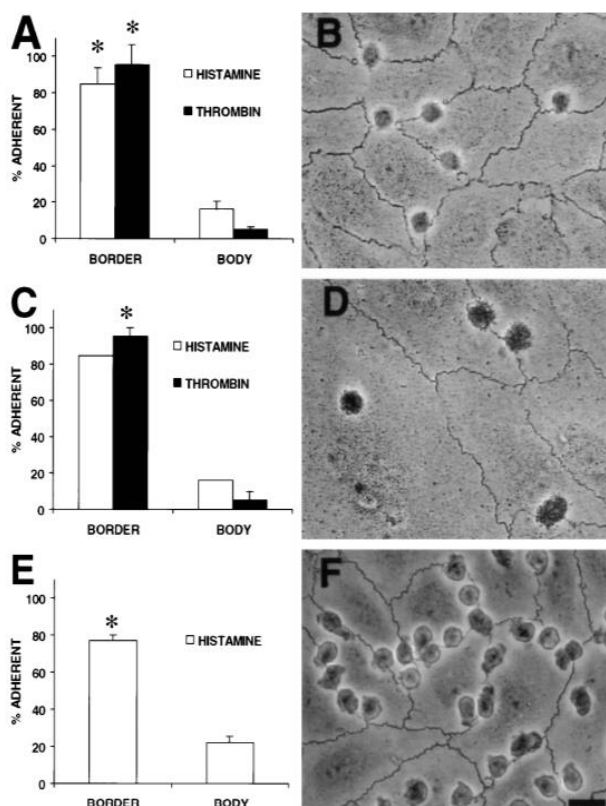 A
* *
100
80
60
40
20
0
% ADHERENT
HISTAMINE
THROMBIN
BORDER BODY
B
C
*
100
80
60
40
20
0
% ADHERENT
HISTAMINE
THROMBIN
BORDER BODY
D
E
*
100
80
60
40
20
0
% ADHERENT
HISTAMINE
BORDER BODY
F